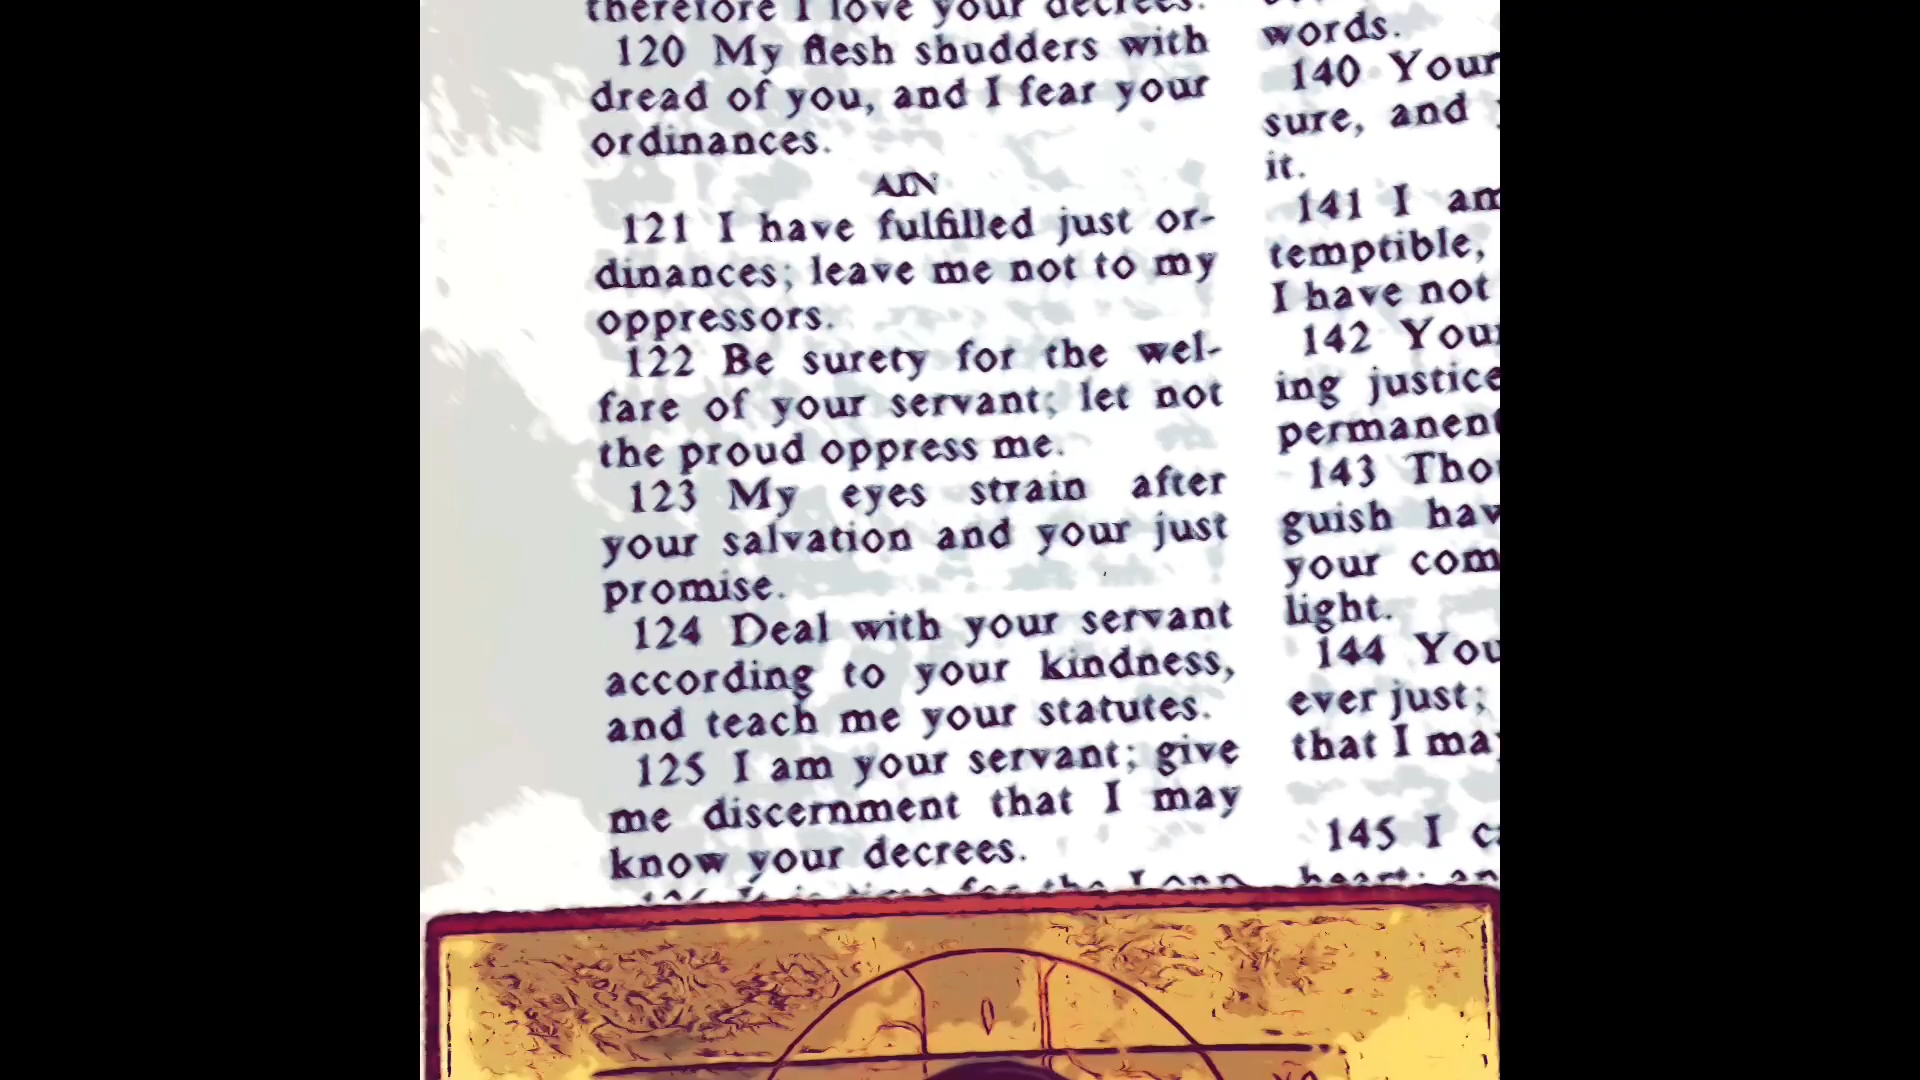 therefore I love your decrees.
120 My flesh shudders with
dread of you, and I fear your
ordinances.
AIN
121 I have fulfilled just or-
dinances; leave me not to my
oppressors.
122 Be surety for the wel-
fare of your servant; let not
the proud oppress me.
123 My eyes strain after
your salvation and your just
promise.
124 Deal with your servant
according to your kindness,
and teach me your statutes.
125 I am your servant; give
me discernment that I may
know your decrees.
words.
140 Your
sure, and
it.
141 I am
temptible,
I have not
142 You
ing justice
permanent
143 Tho
guish hav
your com
light.
144 You
ever just;
that I ma
145 I c
heart; an